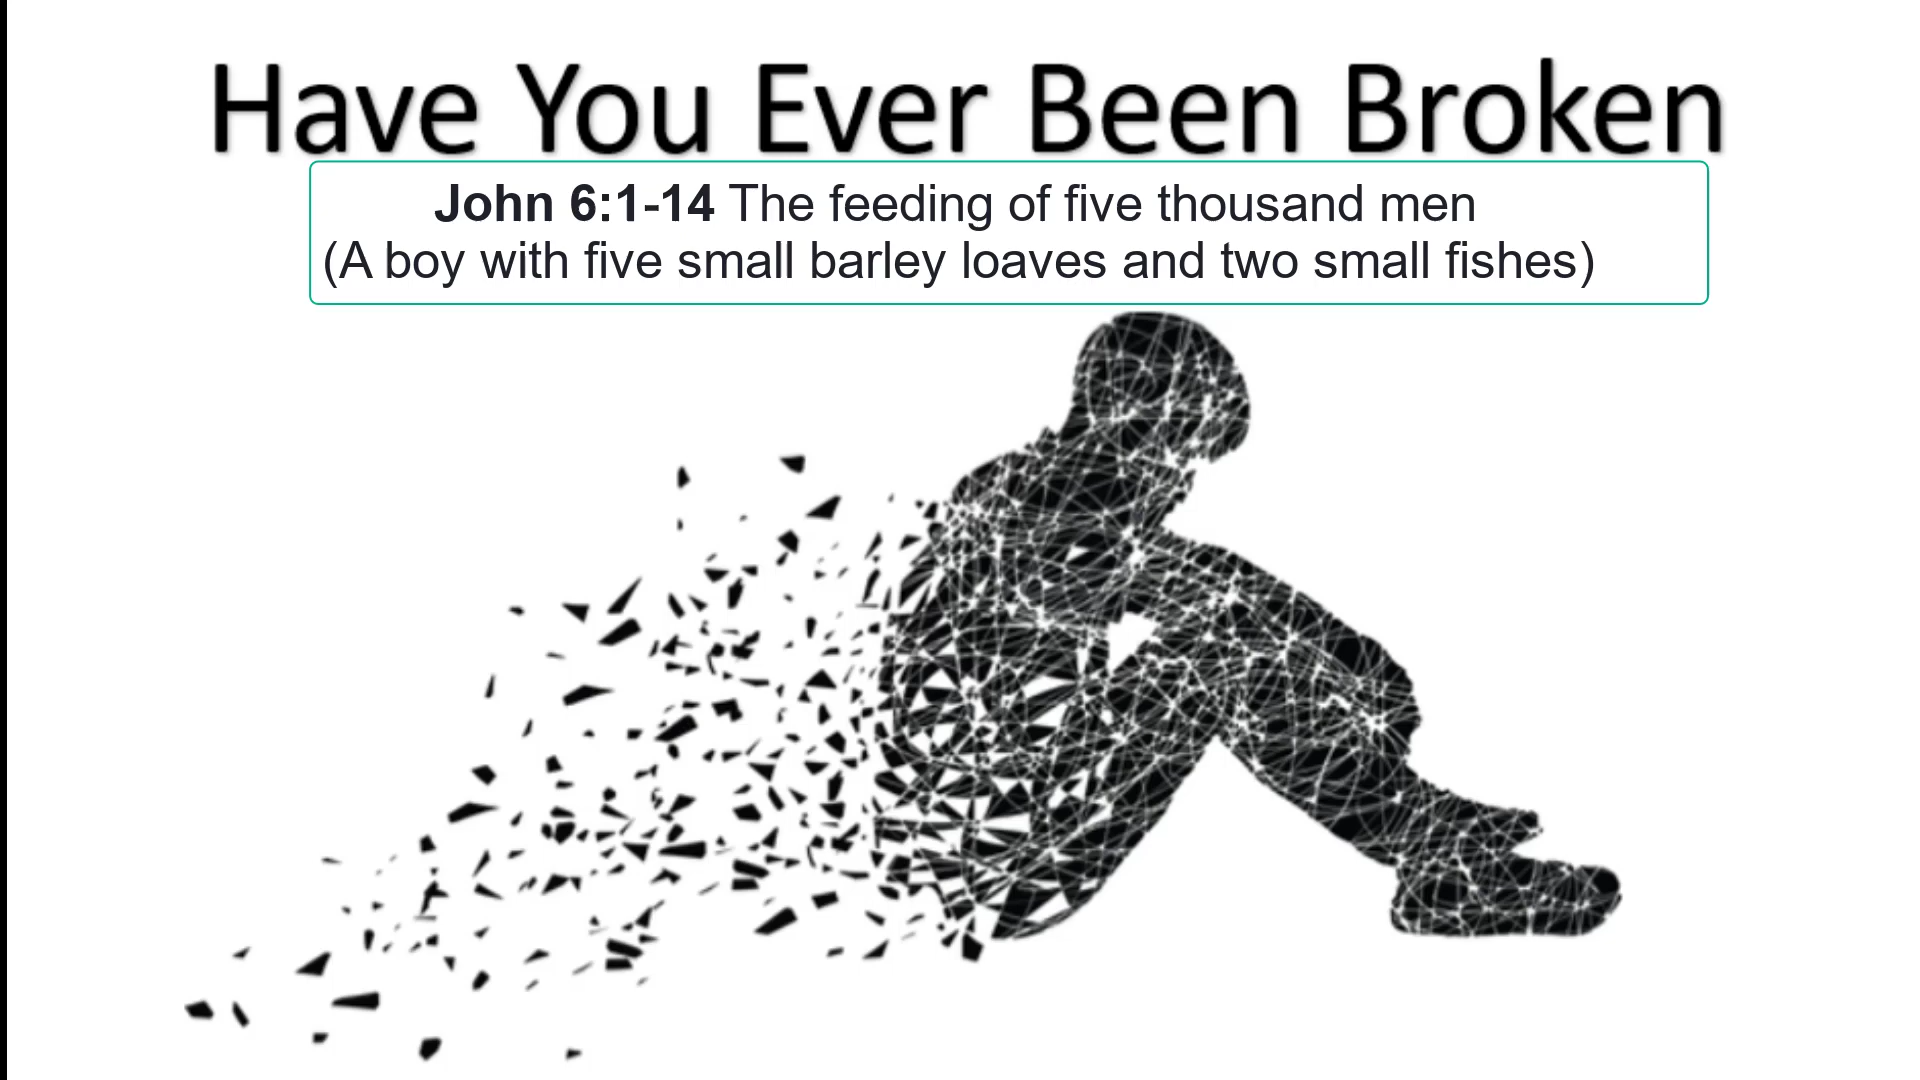 Have You Ever Been Broken
John 6:1-14 The feeding of five thousand men
(A boy with five small barley loaves and two small fishes)